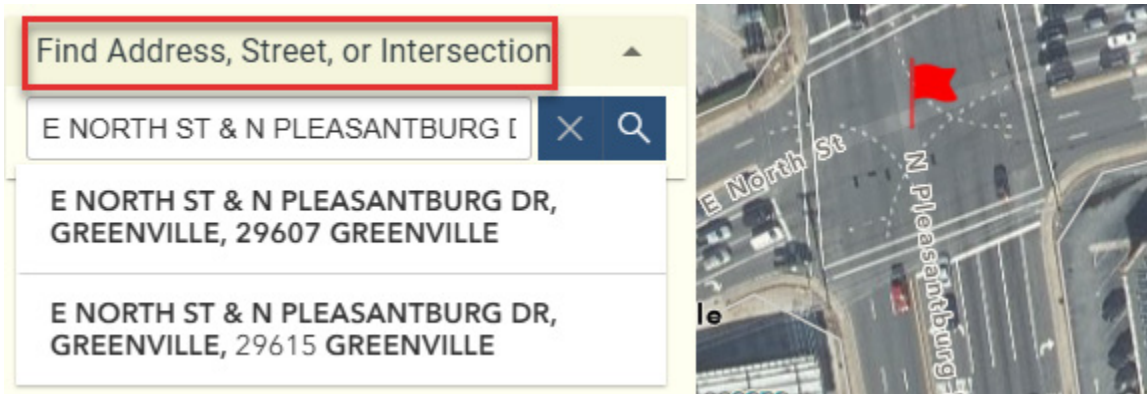 Find Address, Street, or Intersection
E NORTH ST & N PLEASANTBURG D
E NORTH ST & N PLEASANTBURG DR,
GREENVILLE, 29607 GREENVILLE
E NORTH ST & N PLEASANTBURG DR,
GREENVILLE, 29615 GREENVILLE
E North St
N Pleasantburg
le